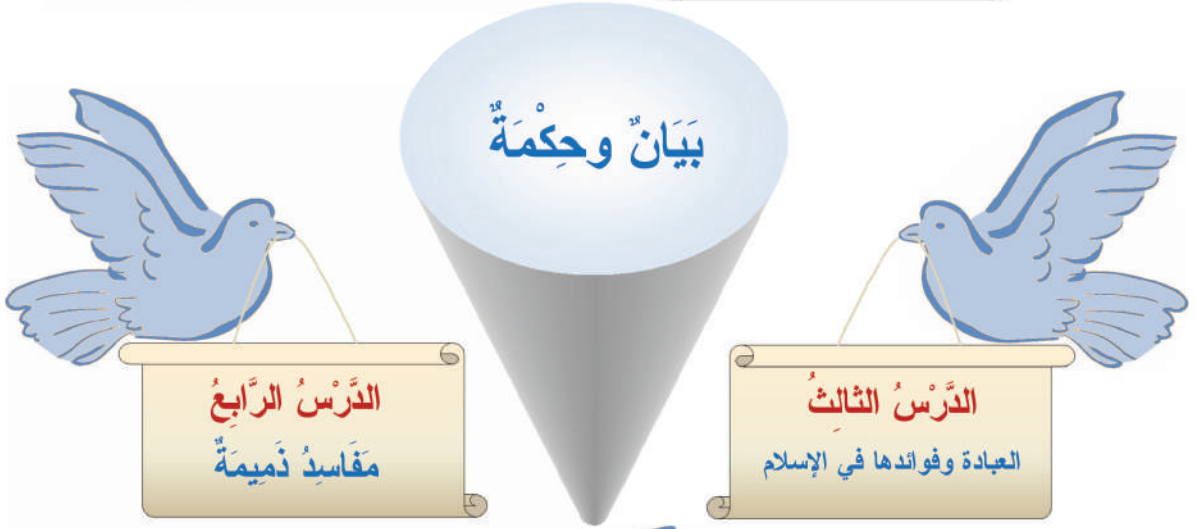 بَيَانٌ وحِكْمَةٌ
الدَّرْسُ الثالِثُ
العبادة وفوائدها في الإسلام
الدَّرْسُ الرَّابِعُ
مَفَاسِدُ ذَمِيمَةٌ